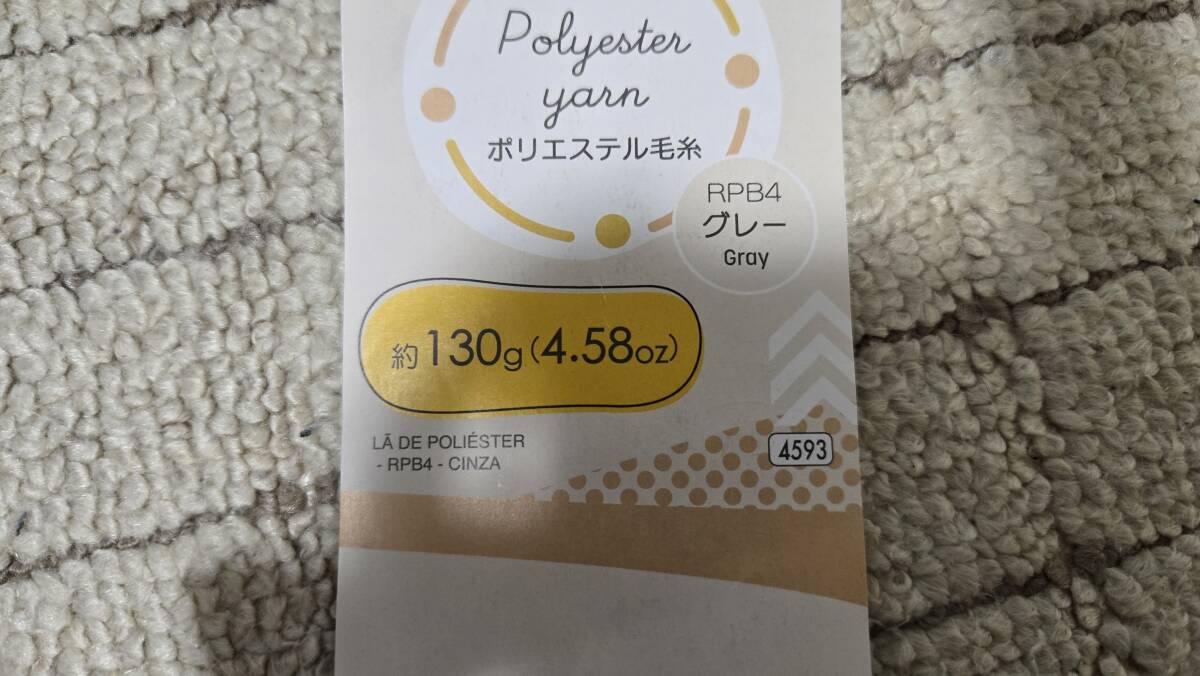 Polyester
yarn
ポリエステル毛糸
RPB4
グレー
Gray
約130g(4.58oz)
LÃ DE POLIÉSTER
- RPB4 - CINZA
4593